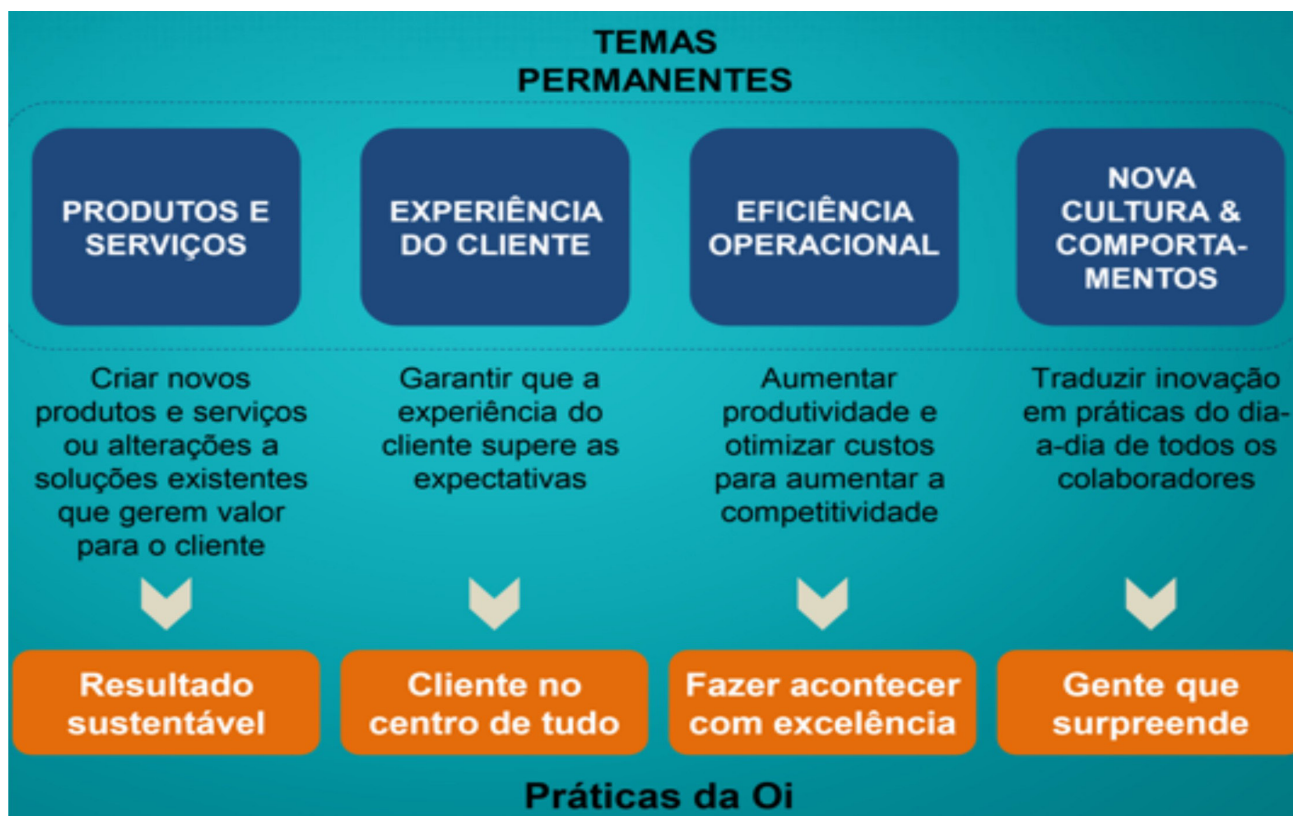 TEMAS
PERMANENTES
PRODUTOS E
SERVIÇOS
EXPERIÊNCIA
DO CLIENTE
EFICIÊNCIA
OPERACIONAL
NOVA
CULTURA &
COMPORTA-
MENTOS
Criar novos
produtos e serviços
ou alterações a
soluções existentes
que gerem valor
para o cliente
Garantir que a
experiência do
cliente supere as
expectativas
Aumentar
produtividade e
otimizar custos
para aumentar a
competitividade
Traduzir inovação
em práticas do dia-
a-dia de todos os
colaboradores
Resultado
sustentável
Cliente no
centro de tudo
Fazer acontecer
com excelência
Gente que
surpreende
Práticas da Oi